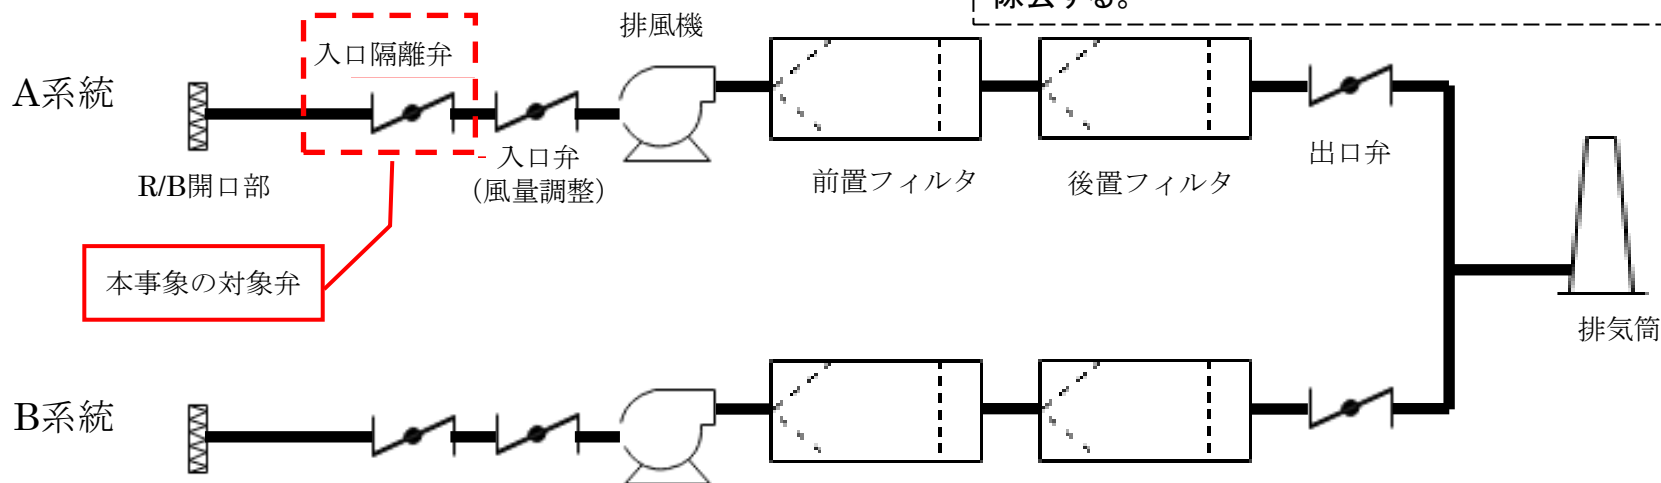 除去する。
排風機
入口隔離弁
A系統
入口弁
(風量調整)
出口弁
R/B開口部
前置フィルタ
後置フィルタ
本事象の対象弁
排気筒
B系統